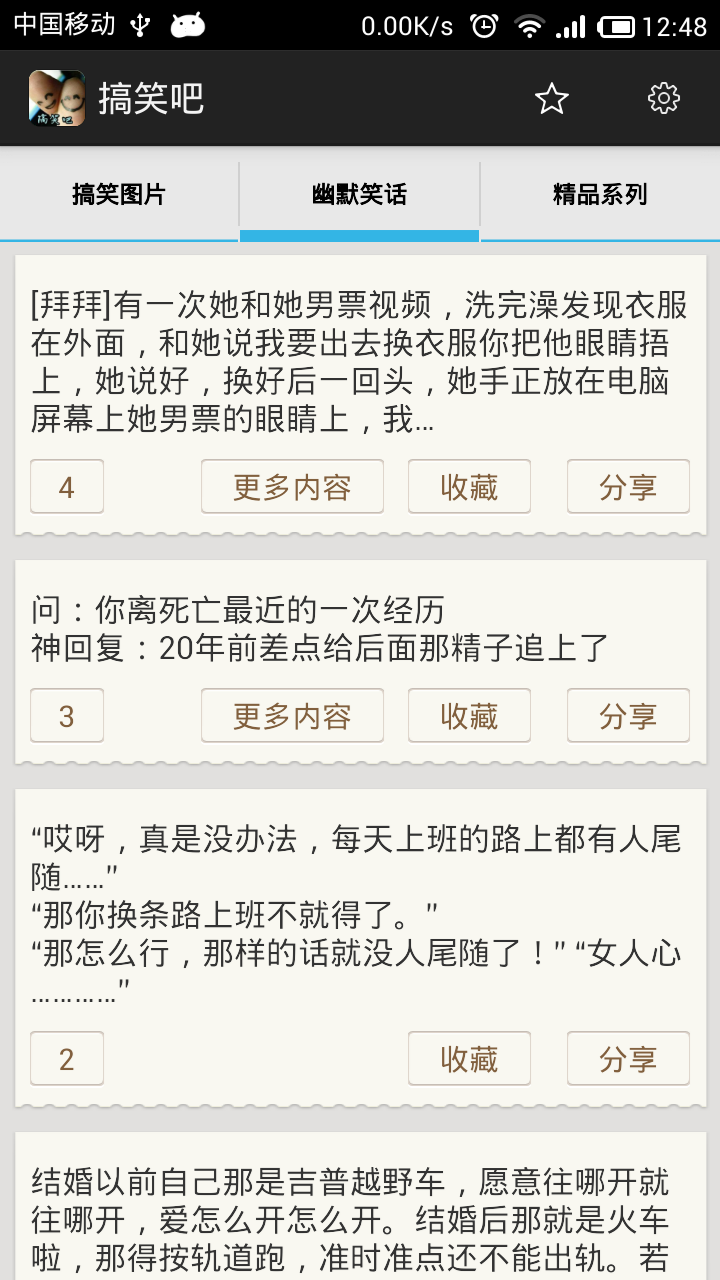 中国移动 0.00K/s 12:48
搞笑吧
搞笑吧
搞笑图片 幽默笑话 精品系列
[拜拜]有一次她和她男票视频，洗完澡发现衣服
在外面，和她说我要出去换衣服你把他眼睛捂
上，她说好，换好后一回头，她手正放在电脑
屏幕上她男票的眼睛上，我...
4 更多内容 收藏 分享
问：你离死亡最近的一次经历
神回复：20年前差点给后面那精子追上了
3 更多内容 收藏 分享
“哎呀，真是没办法，每天上班的路上都有人尾
随……”
“那你换条路上班不就得了。”
“那怎么行，那样的话就没人尾随了！” “女人心
…………”
2 收藏 分享
结婚以前自己那是吉普越野车，愿意往哪开就
往哪开，爱怎么开怎么开。结婚后那就是火车
啦，那得按轨道跑，准时准点还不能出轨。若